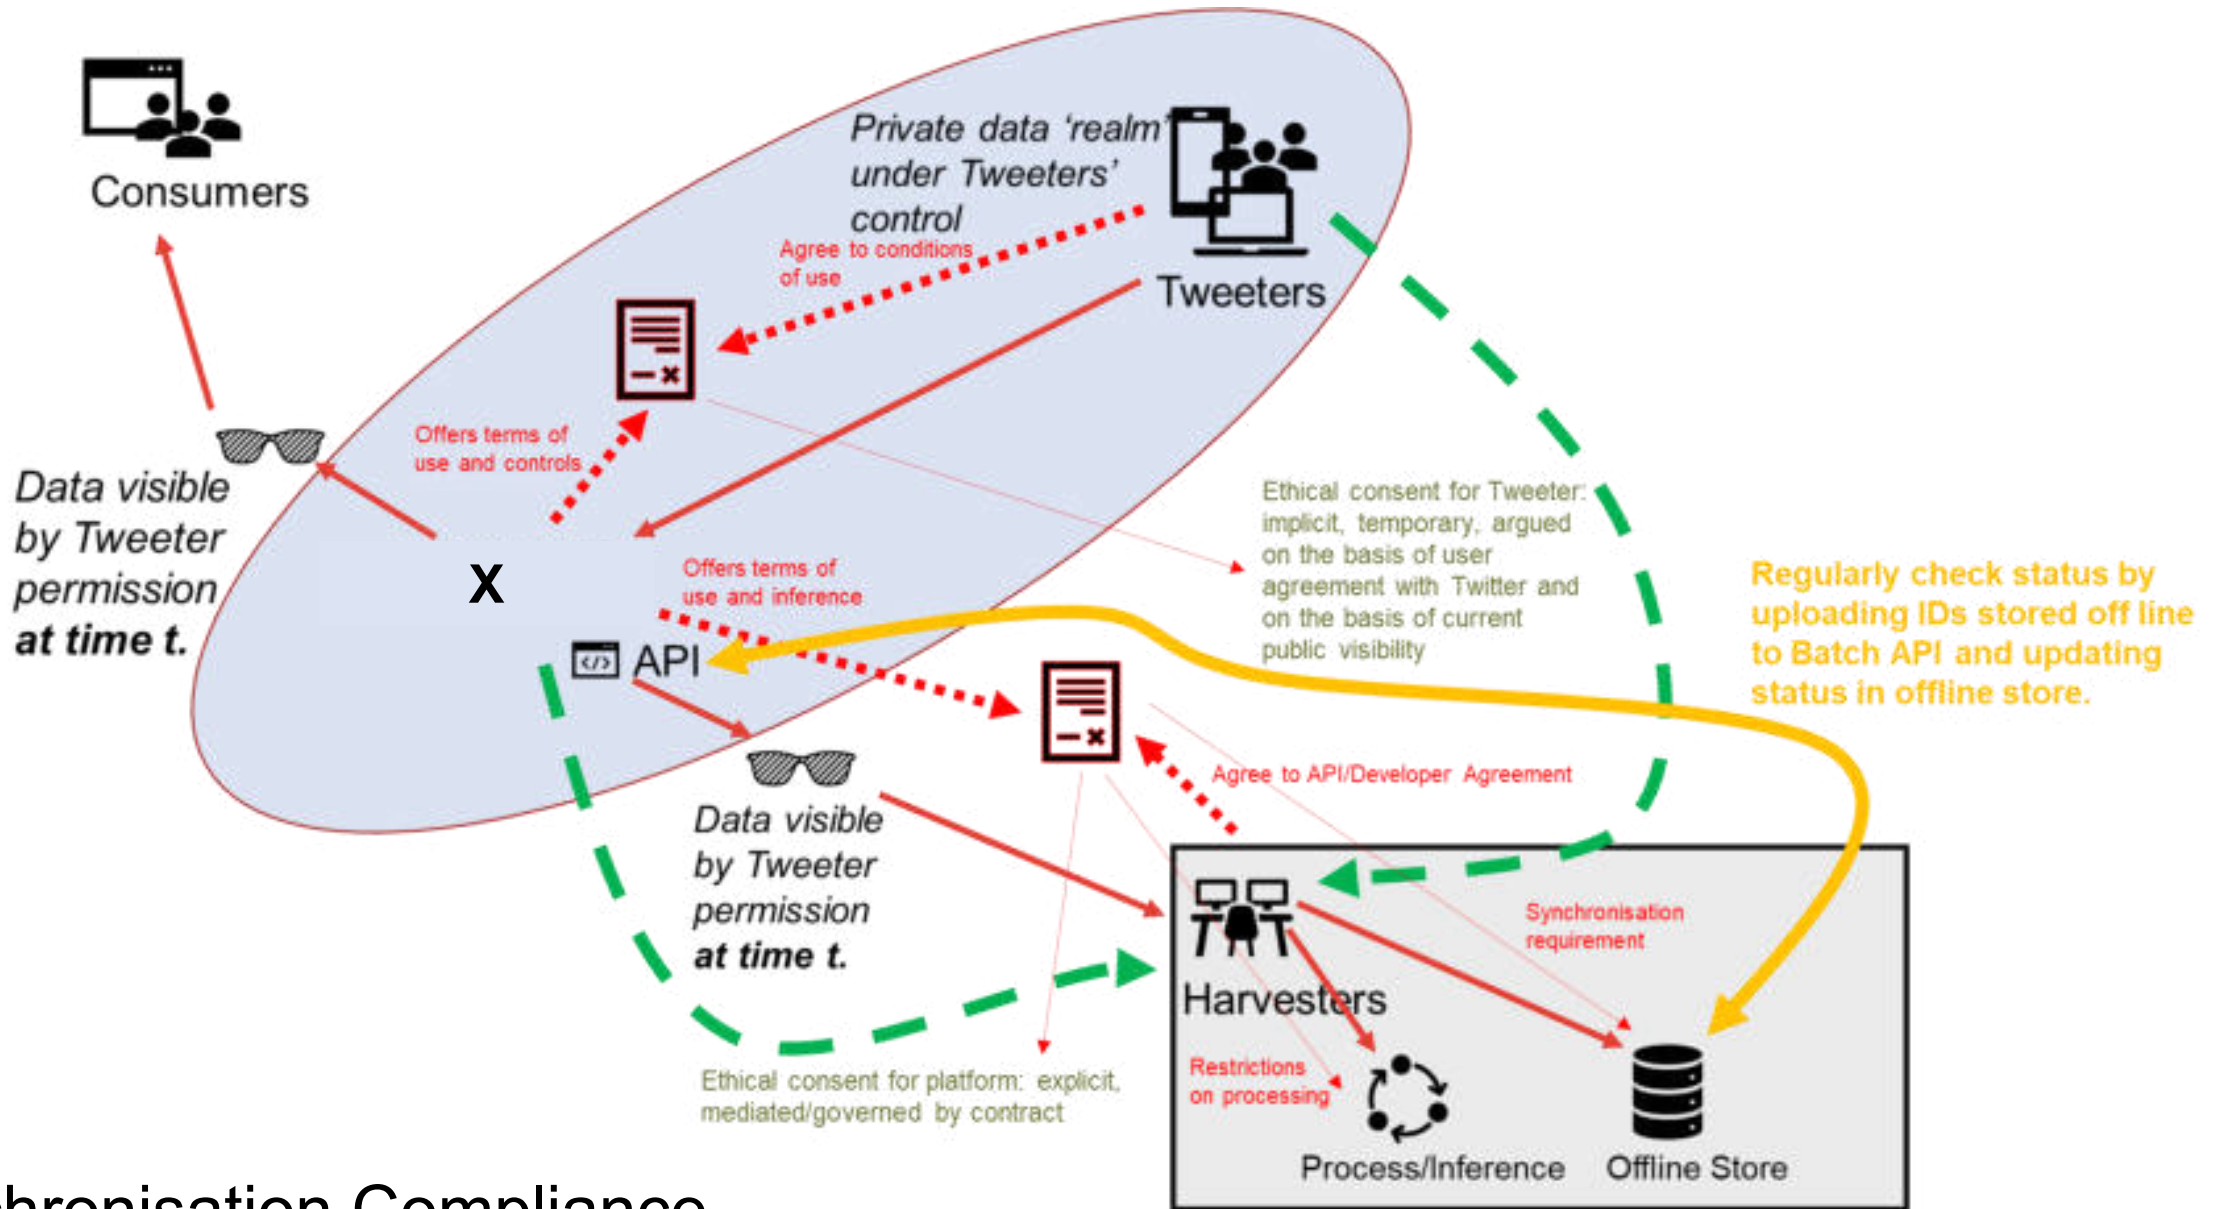 Consumers
Private data ‘realm’
under Tweeters’
control
Tweeters
Agree to conditions
of use
Offers terms of
use and controls
Data visible
by Tweeter
permission
at time t.
X
Offers terms of
use and inference
</> API
Ethical consent for Tweeter:
implicit, temporary, argued
on the basis of user
agreement with Twitter and
on the basis of current
public visibility
Regularly check status by
uploading IDs stored off line
to Batch API and updating
status in offline store.
Agree to API/Developer Agreement
Data visible
by Tweeter
permission
at time t.
Synchronisation
requirement
Harvesters
Restrictions
on processing
Ethical consent for platform: explicit,
mediated/governed by contract
Process/Inference
Offline Store
hronisation Compliance